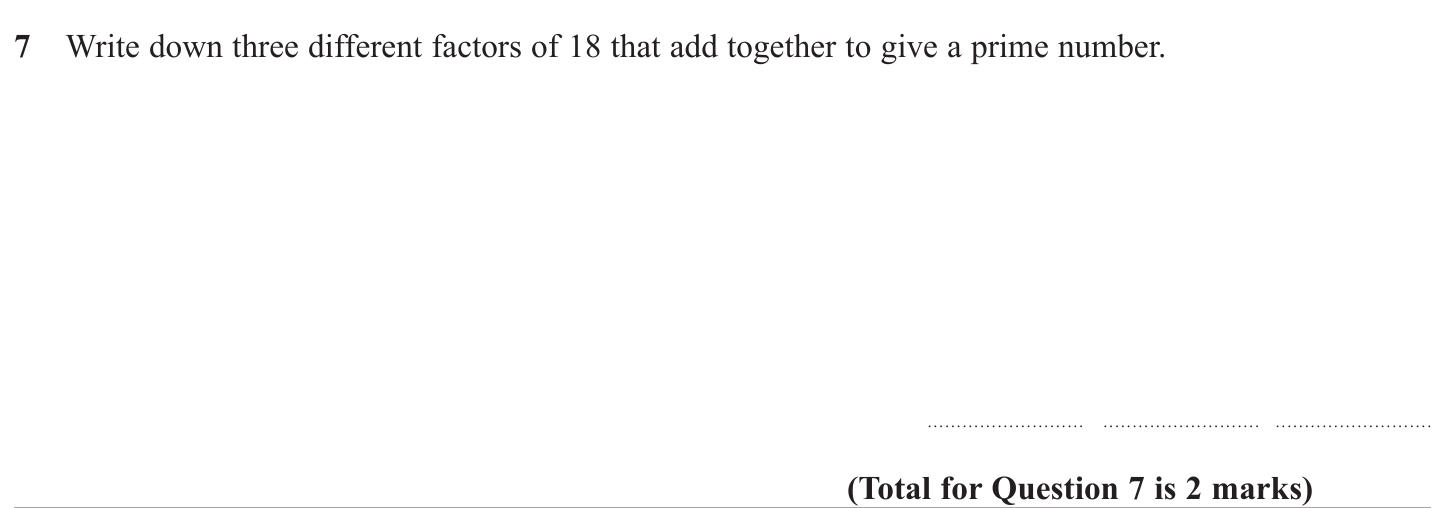 7 Write down three different factors of 18 that add together to give a prime number.
(Total for Question 7 is 2 marks)